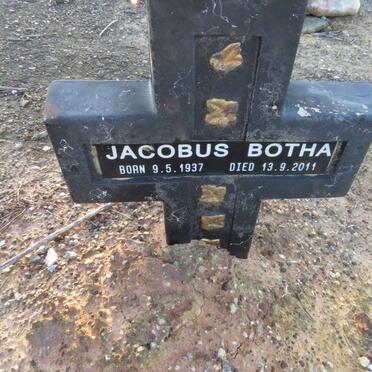 JACOBUS BOTHA
BORN 9.5.1937 DIED 13.9.2011